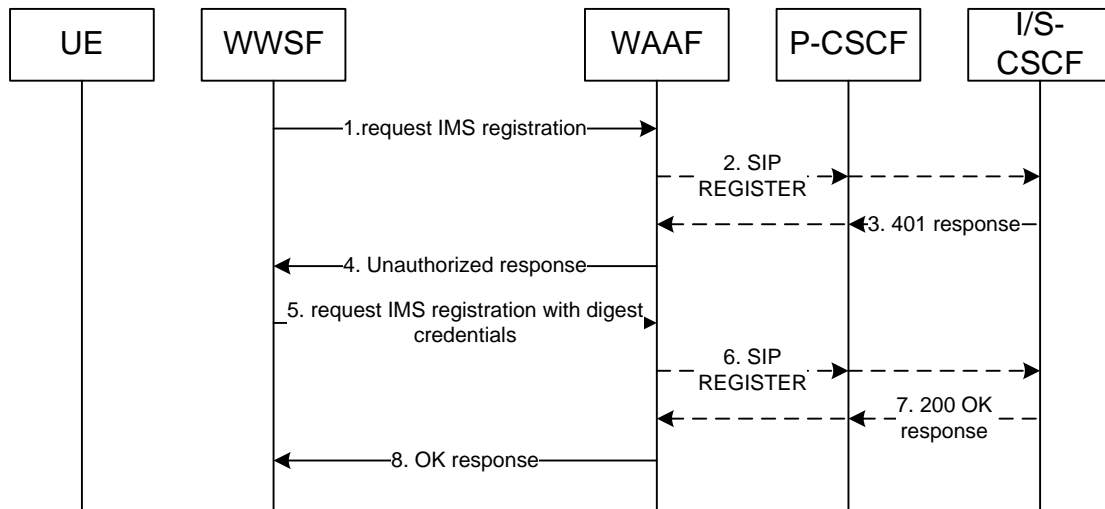 UE
WWSF
WAAF
P-CSCF
I/S-
CSCF
1.request IMS registration
2. SIP
REGISTER
3. 401 response
4. Unauthorized response
5. request IMS registration with digest
credentials
6. SIP
REGISTER
7. 200 OK
response
8. OK response